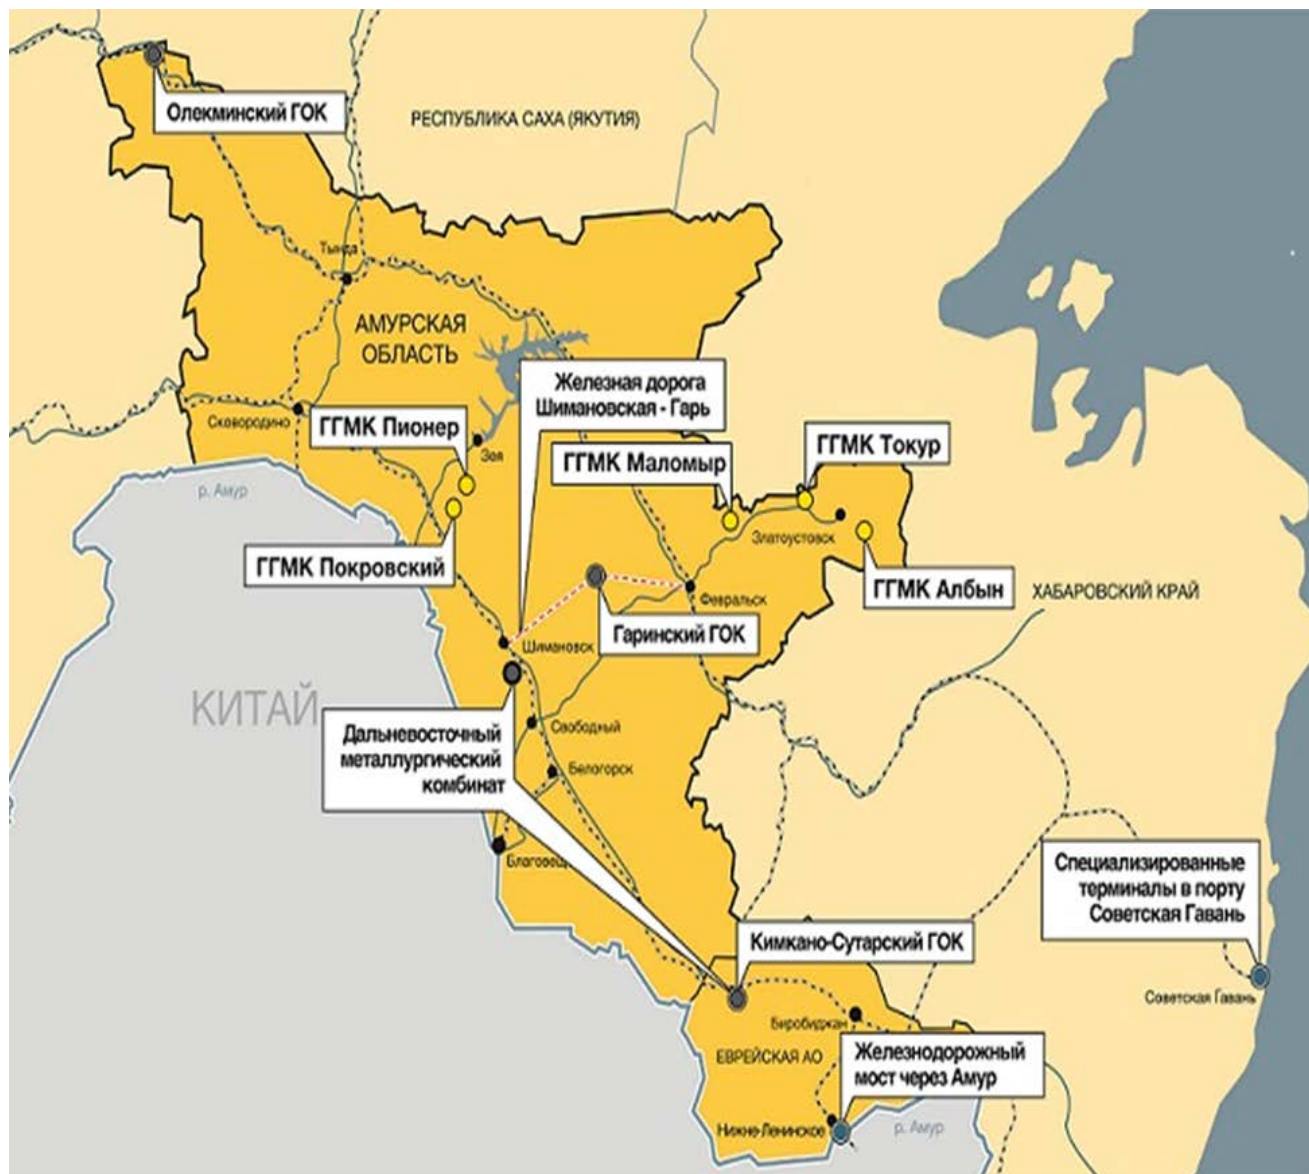 Олекминский ГОК
РЕСПУБЛИКА САХА (ЯКУТИЯ)
Тында
АМУРСКАЯ
ОБЛАСТЬ
Железная дорога
Шимановская - Гарь
Сковородино
ГГМК Пионер
Зея
ГГМК Маломыр
ГГМК Токур
р. Амур
Златоустовск
ГГМК Покровский
ГГМК Албын
ХАБАРОВСКИЙ КРАЙ
Февральск
Гаринский ГОК
Шимановск
КИТАЙ
Свободный
Дальневосточный
металлургический
комбинат
Белогорск
Благовещ
Специализированные
терминалы в порту
Советская Гавань
Кимкано-Сутарский ГОК
Советская Гавань
Биробиджан
ЕВРЕЙСКАЯ АО
Железнодорожный
мост через Амур
Нижне-Ленинское
р. Амур